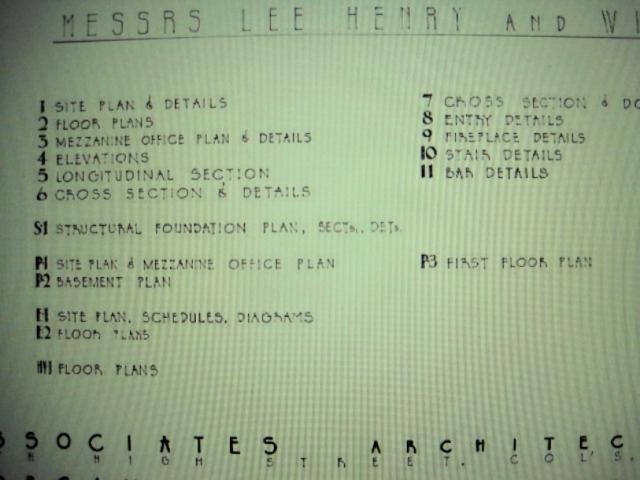 MESSRS LEE HENRY AND
1 SITE PLAN & DETAILS
2 FLOOR PLANS
3 MEZZANINE OFFICE PLAN & DETAILS
4 ELEVATIONS
5 LONGITUDINAL SECTION
6 CROSS SECTION & DETAILS
7 CROSS SECTION &
8 ENTRY DETAILS
9 FIREPLACE DETAILS
10 STAIR DETAILS
11 BAR DETAILS
S1 STRUCTURAL FOUNDATION PLAN, SECTS., DETS.
P1 SITE PLAN & MEZZANINE OFFICE PLAN
P2 BASEMENT PLAN
P3 FIRST FLOOR PLAN
E1 SITE PLAN, SCHEDULES, DIAGRAMS
E2 FLOOR PLANS
FLOOR PLANS
SSOCIATES ARCHITEC
HIGH STREET, COL'S.